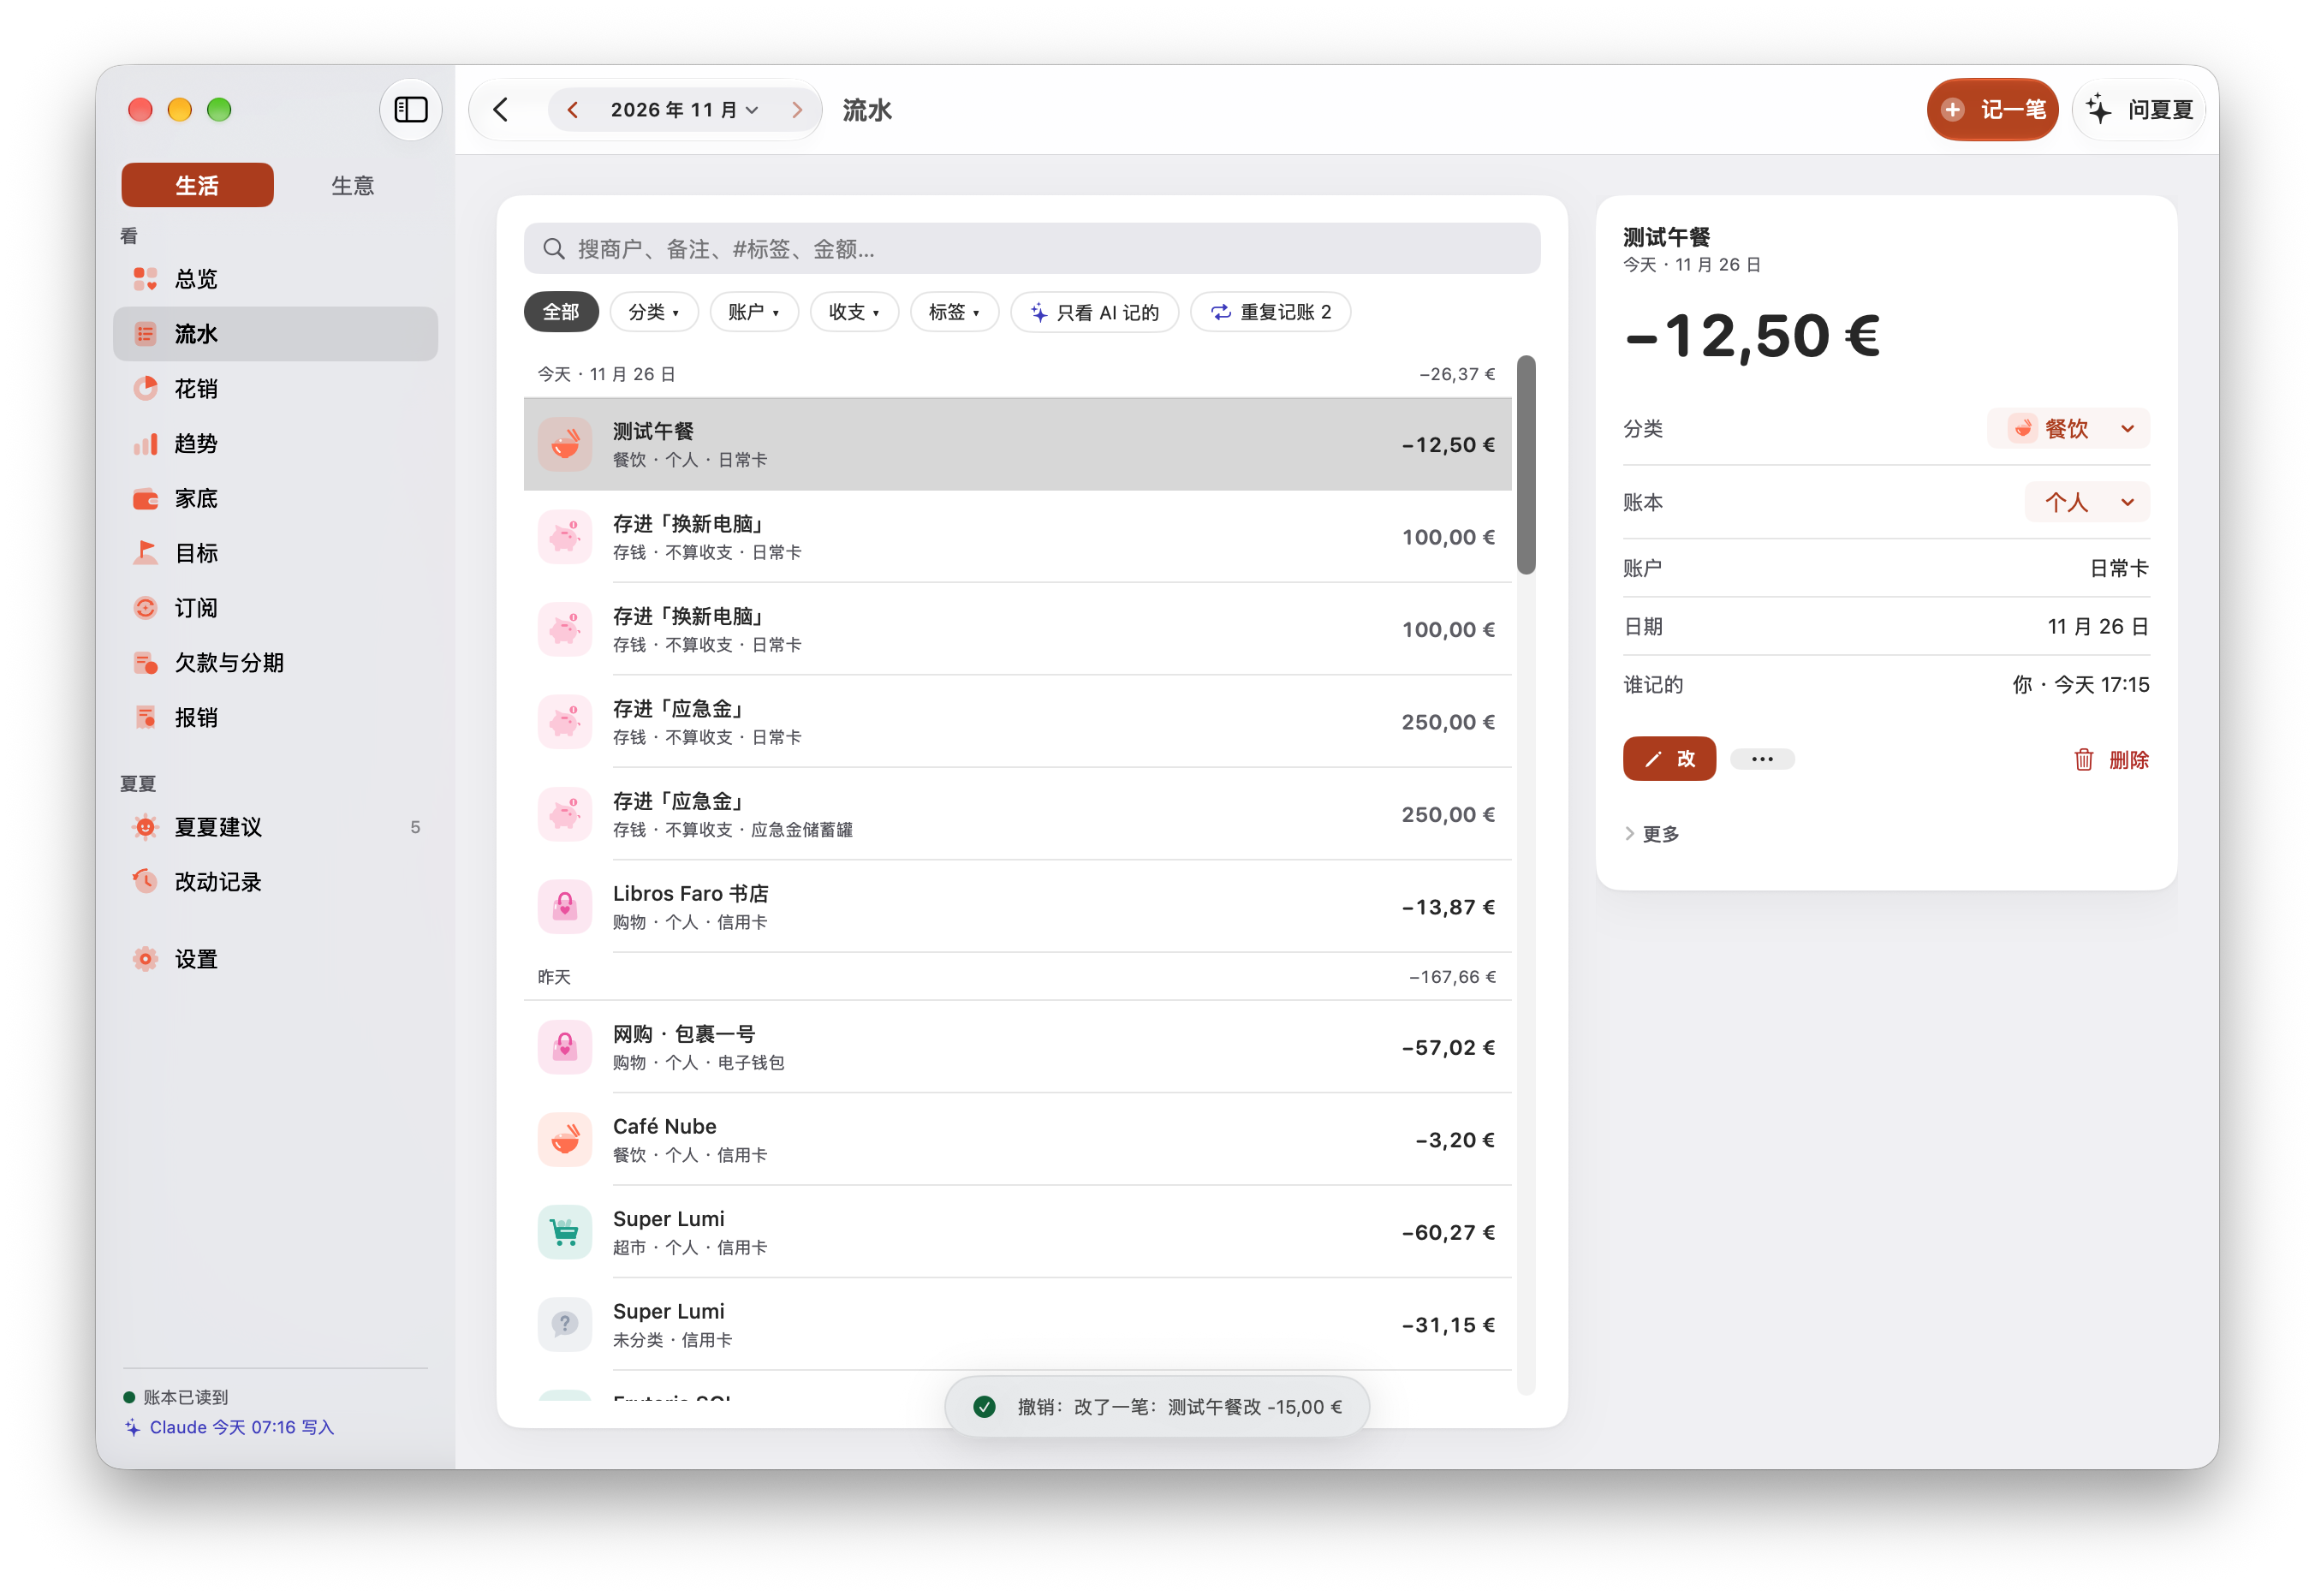 生活
生意
看
总览
流水
花销
趋势
家底
目标
订阅
欠款与分期
报销
夏夏
夏夏建议 5
改动记录
设置
账本已读到
Claude 今天 07:16 写入
2026 年 11 月
流水
记一笔
问夏夏
搜商户、备注、#标签、金额...
全部
分类
账户
收支
标签
只看 AI 记的
重复记账 2
今天 · 11 月 26 日 −26,37 €
测试午餐
餐饮 · 个人 · 日常卡
−12,50 €
存进「换新电脑」
存钱 · 不算收支 · 日常卡
100,00 €
存进「换新电脑」
存钱 · 不算收支 · 日常卡
100,00 €
存进「应急金」
存钱 · 不算收支 · 日常卡
250,00 €
存进「应急金」
存钱 · 不算收支 · 应急金储蓄罐
250,00 €
Libros Faro 书店
购物 · 个人 · 信用卡
−13,87 €
昨天 −167,66 €
网购 · 包裹一号
购物 · 个人 · 电子钱包
−57,02 €
Café Nube
餐饮 · 个人 · 信用卡
−3,20 €
Super Lumi
超市 · 个人 · 信用卡
−60,27 €
Super Lumi
未分类 · 信用卡
−31,15 €
撤销：改了一笔：测试午餐改 -15,00 €
测试午餐
今天 · 11 月 26 日
−12,50 €
分类 餐饮
账本 个人
账户 日常卡
日期 11 月 26 日
谁记的 你 · 今天 17:15
改
删除
更多